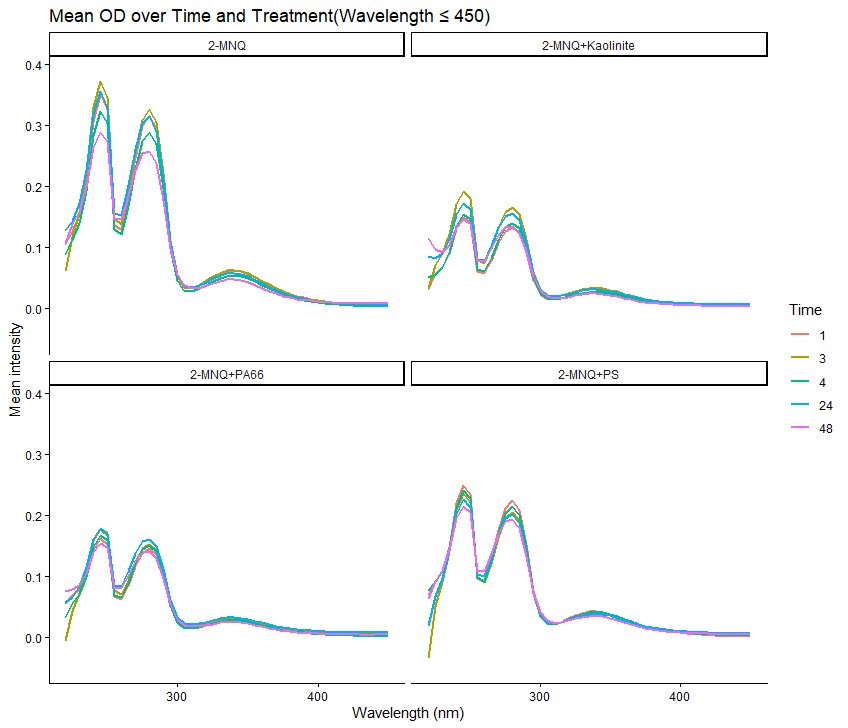 Mean OD over Time and Treatment(Wavelength ≤ 450)
2-MNQ
2-MNQ+Kaolinite
0.4
0.3
0.2
0.1
0.0
2-MNQ+PA66
2-MNQ+PS
0.4
0.3
0.2
0.1
0.0
300
400
300
400
Wavelength (nm)
Mean intensity
Time
1
3
4
24
48